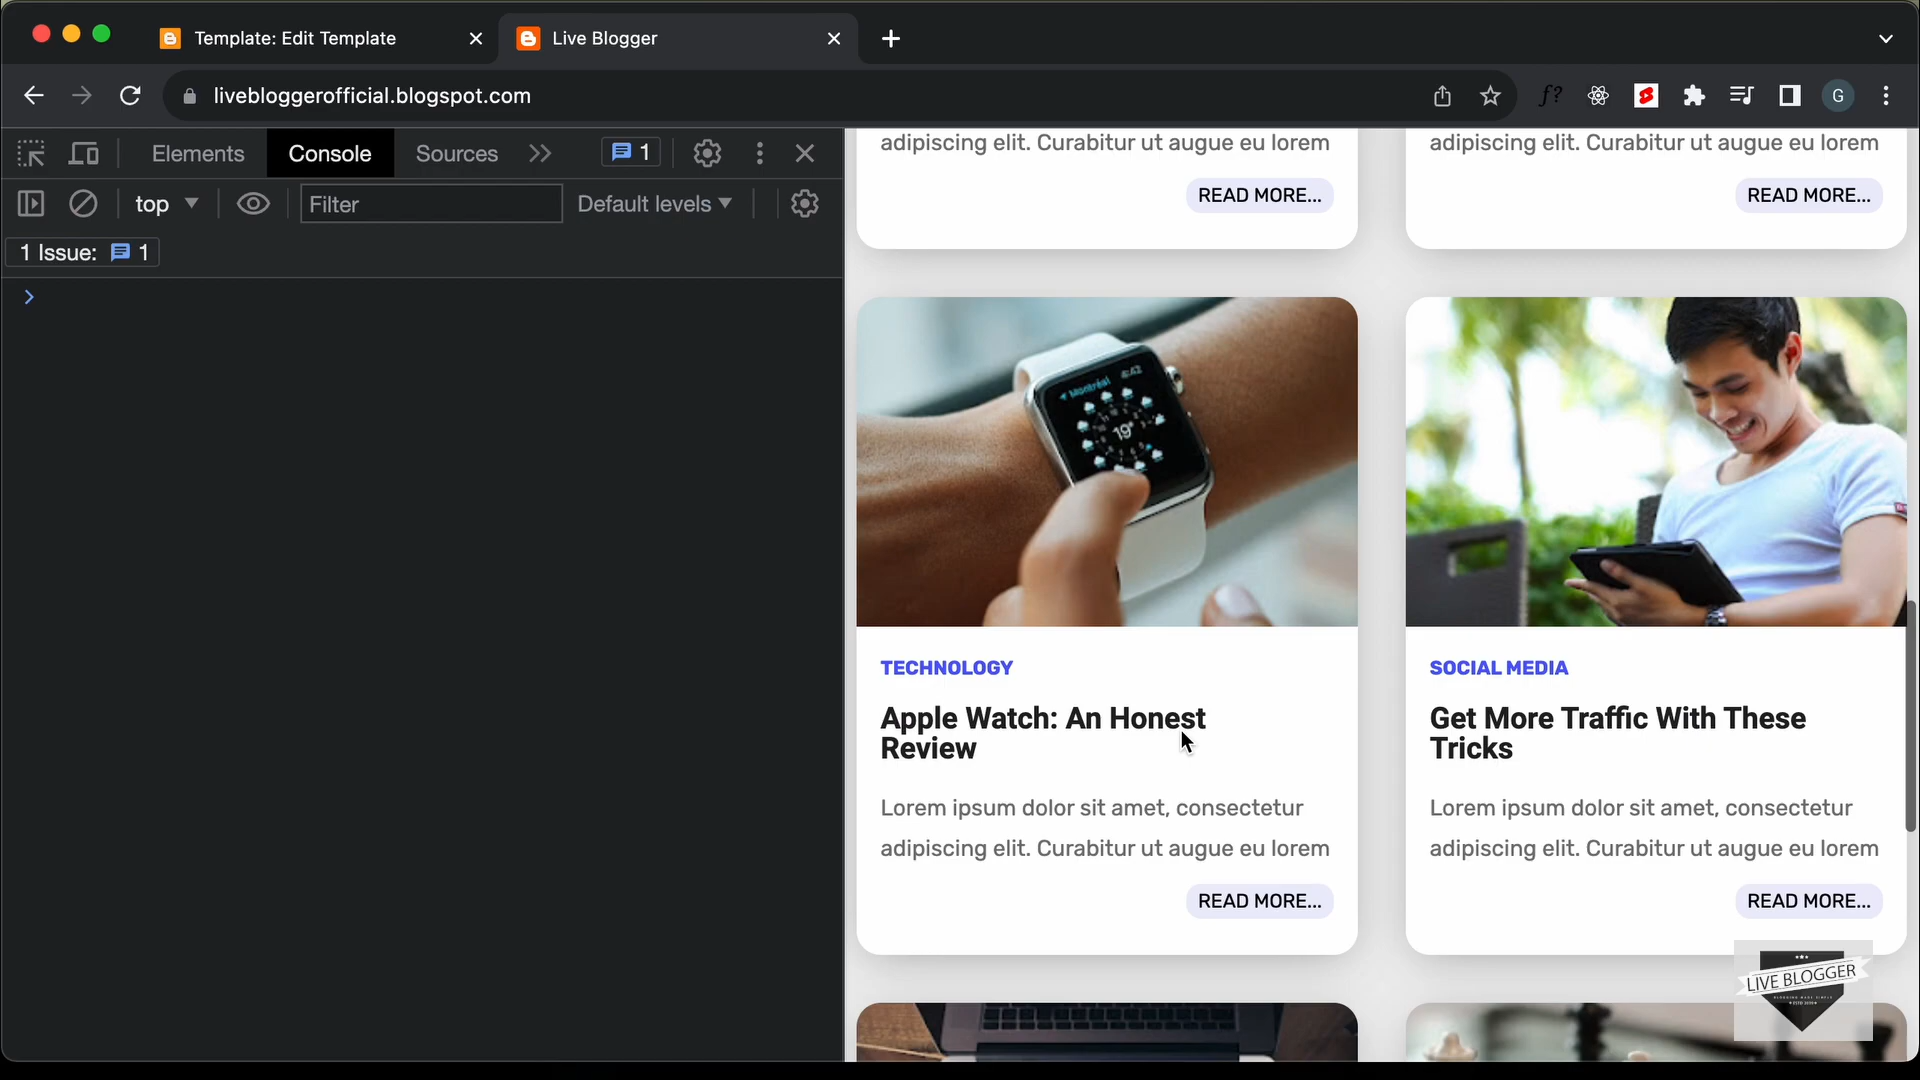 Template: Edit Template
Live Blogger
livebloggerofficial.blogspot.com
f?
G
Elements
Console
Sources
1
top
Filter
Default levels
1 Issue:
1
adipiscing elit. Curabitur ut augue eu lorem
READ MORE...
adipiscing elit. Curabitur ut augue eu lorem
READ MORE...
Montréal 4:42
19°
TECHNOLOGY
Apple Watch: An Honest
Review
Lorem ipsum dolor sit amet, consectetur
adipiscing elit. Curabitur ut augue eu lorem
READ MORE...
SOCIAL MEDIA
Get More Traffic With These
Tricks
Lorem ipsum dolor sit amet, consectetur
adipiscing elit. Curabitur ut augue eu lorem
READ MORE...
LIVE BLOGGER